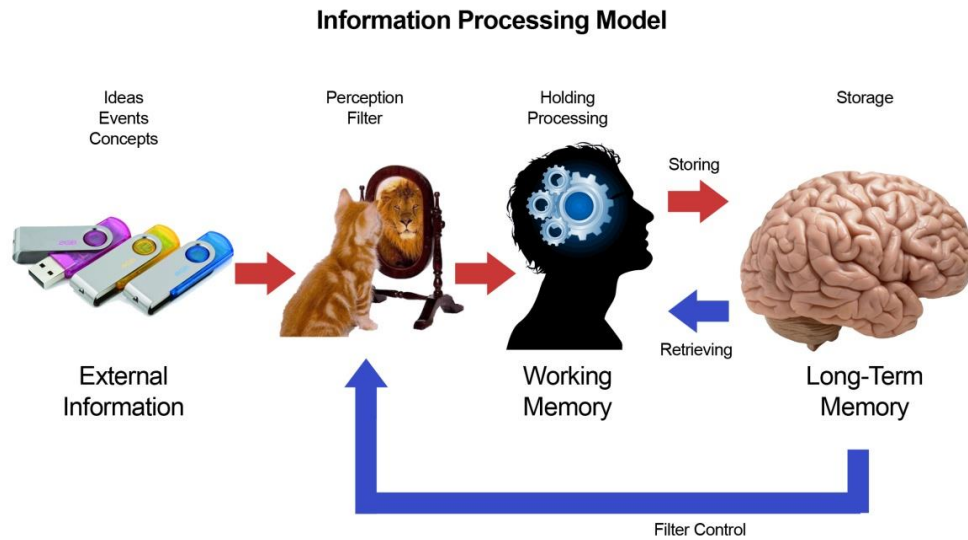 Information Processing Model
Ideas
Events
Concepts
Perception
Filter
Holding
Processing
Storage
Storing
Retrieving
External
Information
Working
Memory
Long-Term
Memory
Filter Control